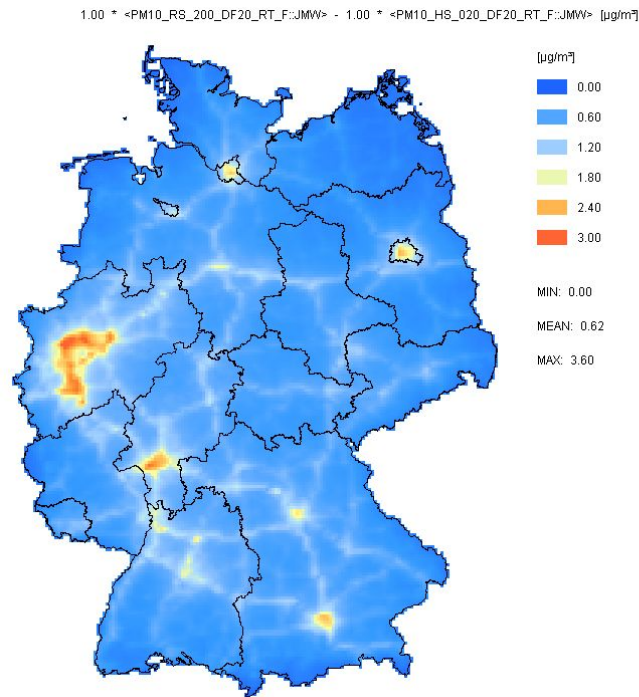 1.00 * <PM10_RS_200_DF20_RT_F::JMW> - 1.00 * <PM10_HS_020_DF20_RT_F::JMW> [µg/m³]
[µg/m³]
0.00
0.60
1.20
1.80
2.40
3.00
MIN: 0.00
MEAN: 0.62
MAX: 3.60